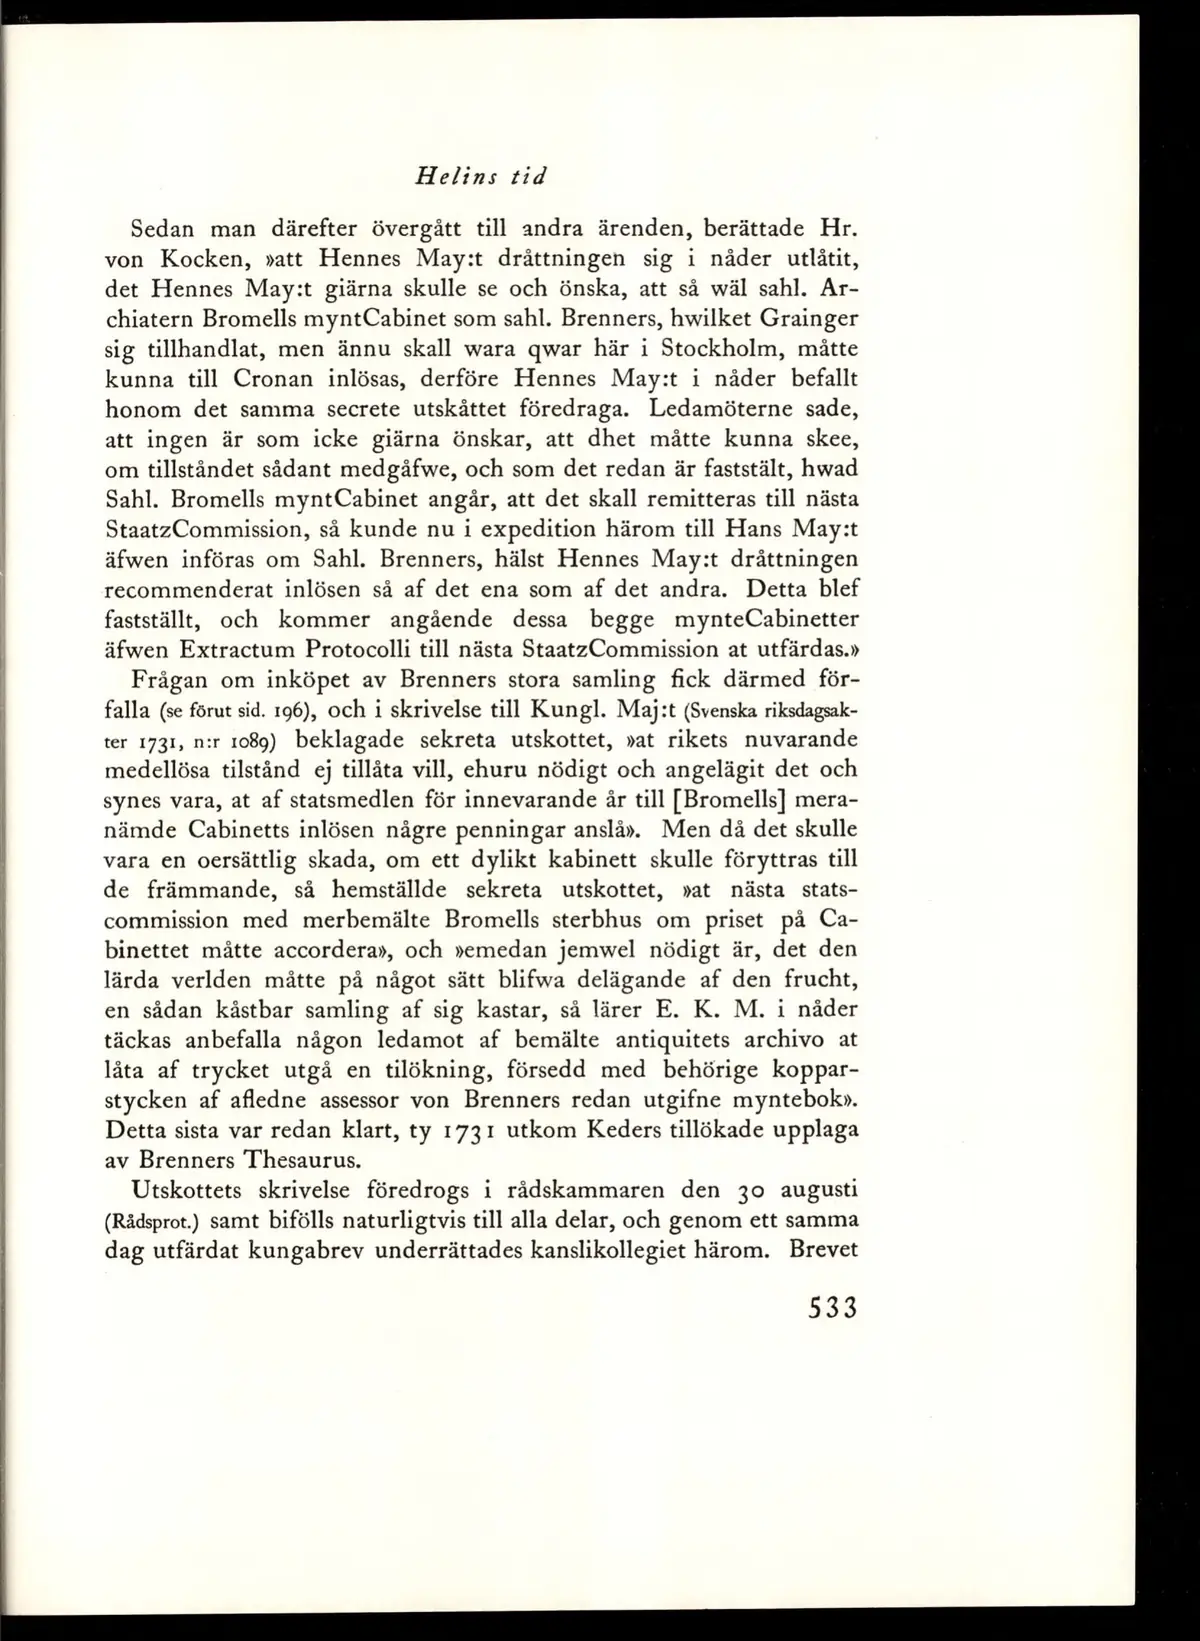 Helins tid
Sedan man därefter övergått till andra ärenden, berättade Hr.
von Kocken, »att Hennes May:t dråttningen sig i nåder utlåtit,
det Hennes May:t giärna skulle se och önska, att så wäl sahl. Ar-
chiatern Bromells myntCabinet som sahl. Brenners, hwilket Grainger
sig tillhandlat, men ännu skall wara qwar här i Stockholm, måtte
kunna till Cronan inlösas, derföre Hennes May:t i nåder befallt
honom det samma secrete utskåttet föredraga. Ledamöterne sade,
att ingen är som icke giärna önskar, att dhet måtte kunna skee,
om tillståndet sådant medgåfwe, och som det redan är faststält, hwad
Sahl. Bromells myntCabinet angår, att det skall remitteras till nästa
StaatzCommission, så kunde nu i expedition härom till Hans May:t
äfwen införas om Sahl. Brenners, hälst Hennes May:t dråttningen
recommenderat inlösen så af det ena som af det andra. Detta blef
fastställt, och kommer angående dessa begge mynteCabinetter
äfwen Extractum Protocolli till nästa StaatzCommission at utfärdas.»
Frågan om inköpet av Brenners stora samling fick därmed för-
falla (se förut sid. 196), och i skrivelse till Kungl. Maj:t (Svenska riksdagsak-
ter 1731, n:r 1089) beklagade sekreta utskottet, »at rikets nuvarande
medellösa tilstånd ej tillåta vill, ehuru nödigt och angelägit det och
synes vara, at af statsmedlen för innevarande år till [Bromells] mera-
nämde Cabinetts inlösen någre penningar anslå». Men då det skulle
vara en oersättlig skada, om ett dylikt kabinett skulle föryttras till
de främmande, så hemställde sekreta utskottet, »at nästa stats-
commission med merbemälte Bromells sterbhus om priset på Ca-
binettet måtte accordera», och »emedan jemwel nödigt är, det den
lärda verlden måtte på något sätt blifwa delägande af den frucht,
en sådan kåstbar samling af sig kastar, så lärer E. K. M. i nåder
täckas anbefalla någon ledamot af bemälte antiquitets archivo at
låta af trycket utgå en tilökning, försedd med behörige koppar-
stycken af afledne assessor von Brenners redan utgifne myntebok».
Detta sista var redan klart, ty 1731 utkom Keders tillökade upplaga
av Brenners Thesaurus.
Utskottets skrivelse föredrogs i rådskammaren den 30 augusti
(Rådsprot.) samt bifölls naturligtvis till alla delar, och genom ett samma
dag utfärdat kungabrev underrättades kanslikollegiet härom. Brevet
533